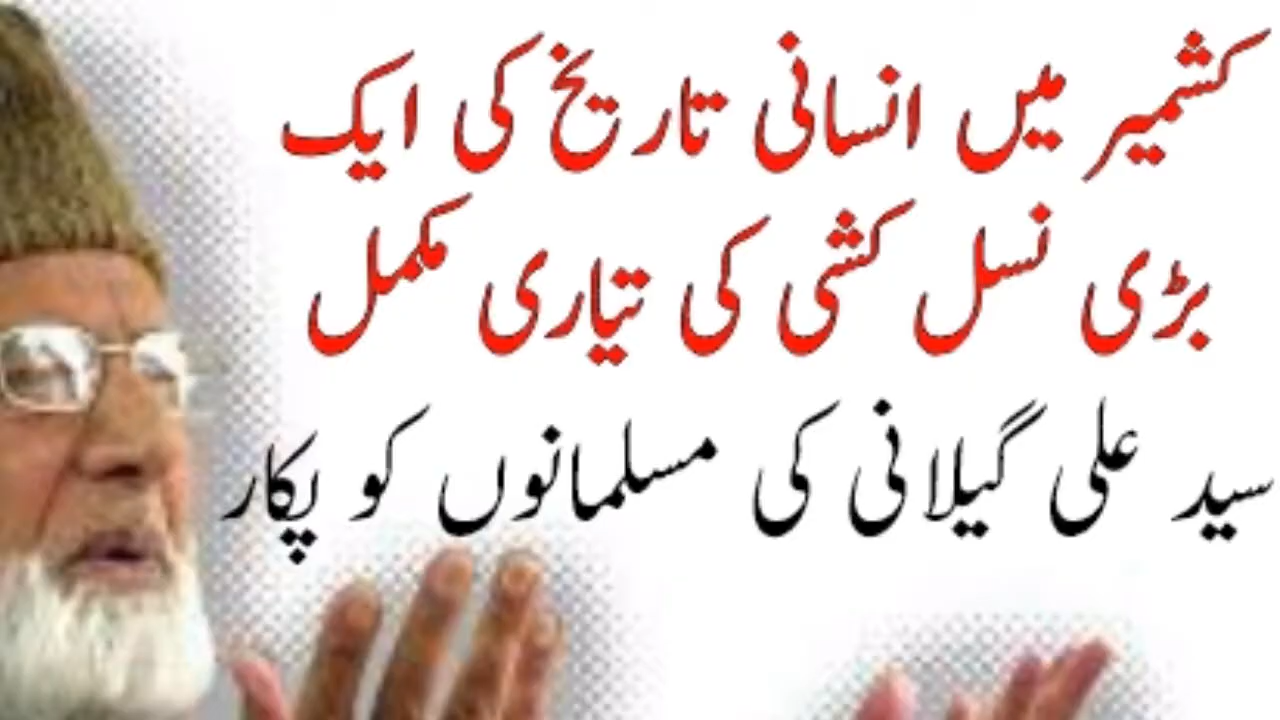 کشمیر میں انسانی تاریخ کی ایک
بڑی نسل کشی کی تیاری مکمل
سید علی گیلانی کی مسلمانوں کو پکار